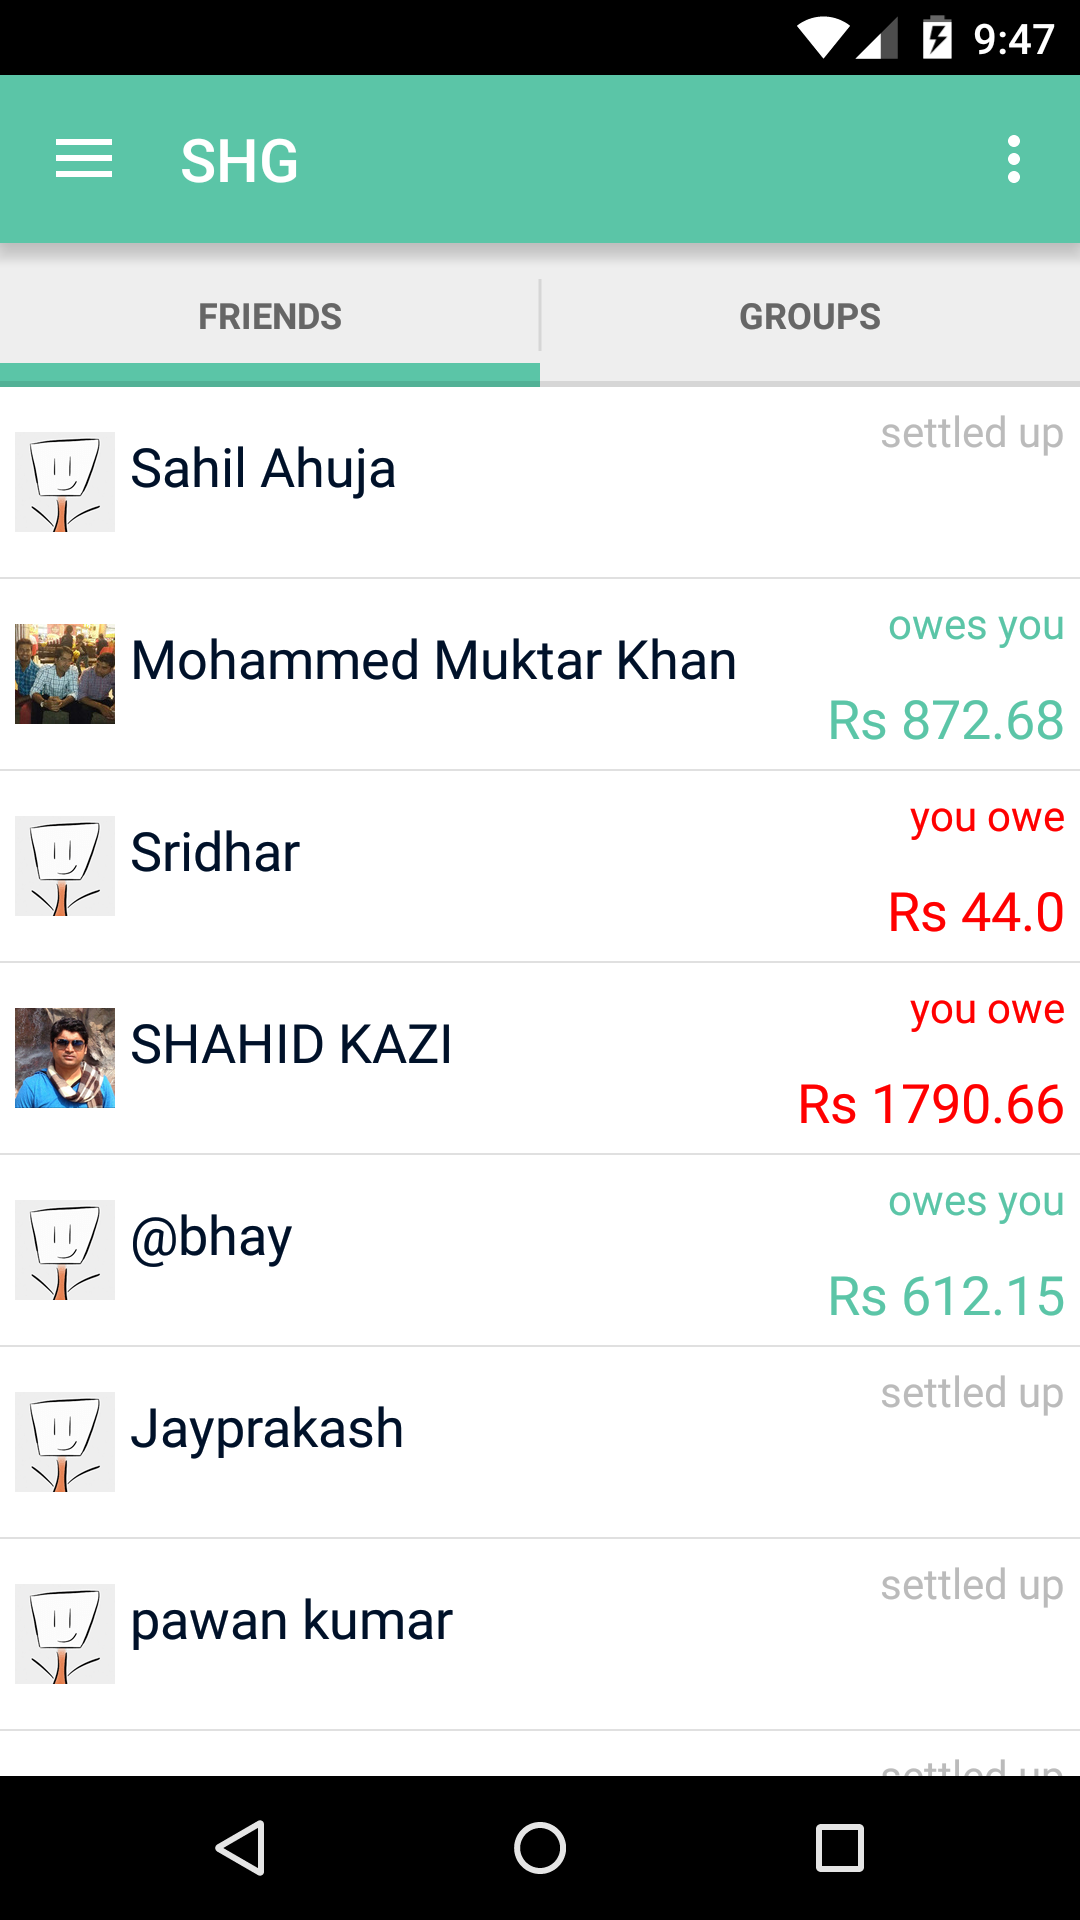 9:47
SHG
FRIENDS
GROUPS
settled up
Sahil Ahuja
owes you
Mohammed Muktar Khan
Rs 872.68
you owe
Sridhar
Rs 44.0
you owe
SHAHID KAZI
Rs 1790.66
owes you
@bhay
Rs 612.15
settled up
Jayprakash
settled up
pawan kumar
settled up